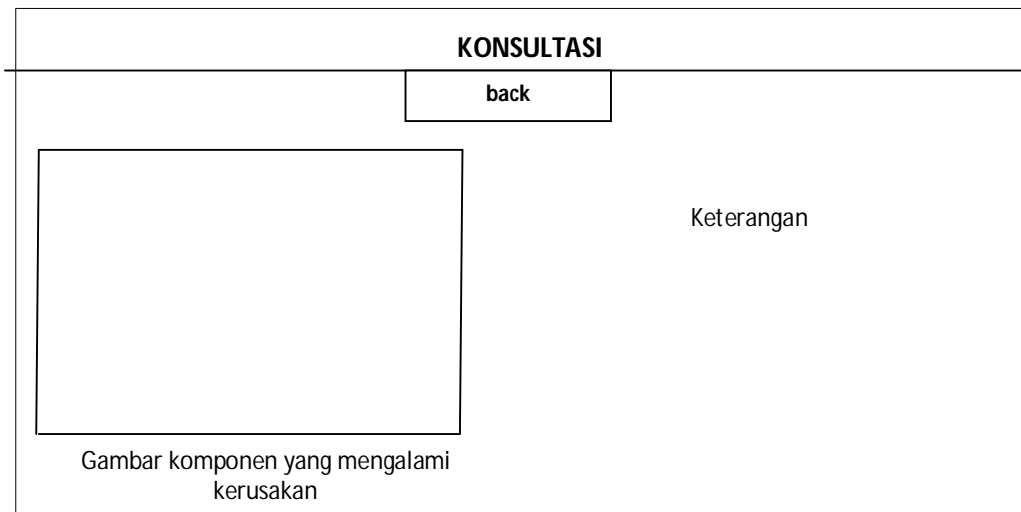 KONSULTASI
back
Keterangan
Gambar komponen yang mengalami
kerusakan